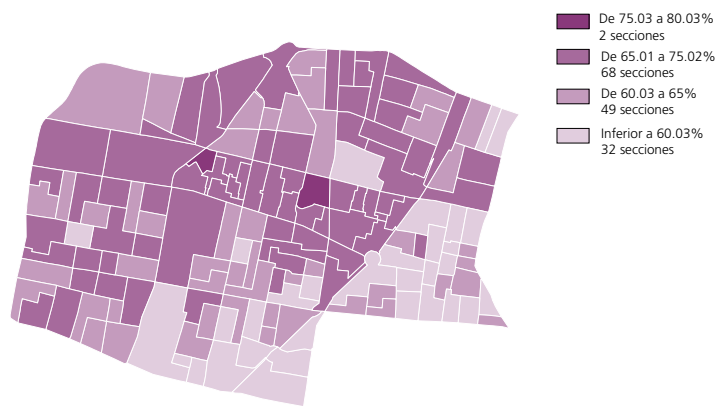 De 75.03 a 80.03%
2 secciones
De 65.01 a 75.02%
68 secciones
De 60.03 a 65%
49 secciones
Inferior a 60.03%
32 secciones